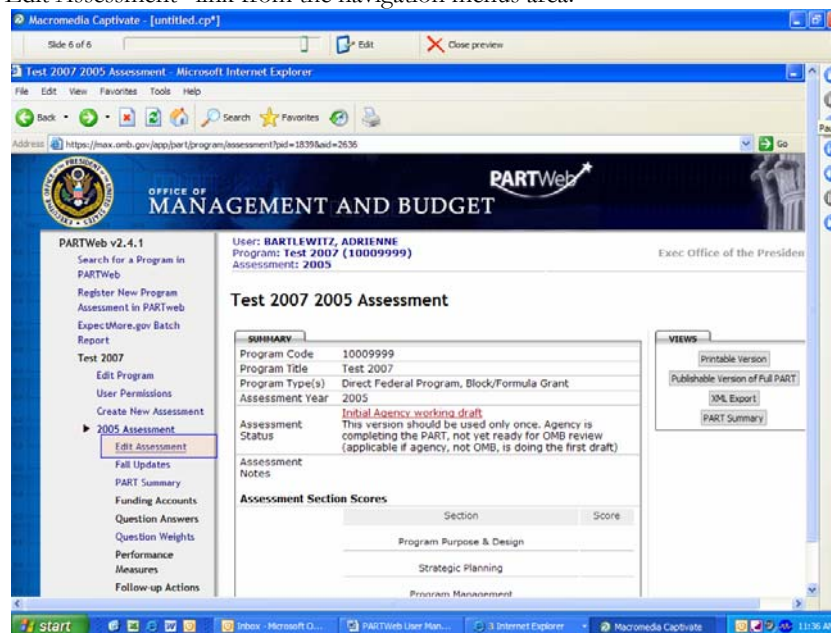 Edit Assessment" link from the navigation menus area.
Macromedia Captivate - [untitled.cp*]
Slide 6 of 6
Edit
Close preview
Test 2007 2005 Assessment - Microsoft Internet Explorer
File Edit View Favorites Tools Help
Back Search Favorites
Address https://max.omb.gov/app/part/program/assessment?pid=1839&aid=2636 Go
OFFICE OF
MANAGEMENT AND BUDGET
PARTWeb
PARTWeb v2.4.1
Search for a Program in
PARTWeb
Register New Program
Assessment in PARTweb
ExpectMore.gov Batch
Report
Test 2007
Edit Program
User Permissions
Create New Assessment
2005 Assessment
Edit Assessment
Fall Updates
PART Summary
Funding Accounts
Question Answers
Question Weights
Performance
Measures
Follow-up Actions
User: BARTLEWITZ, ADRIENNE
Program: Test 2007 (10009999)
Assessment: 2005
Exec Office of the Presiden
Test 2007 2005 Assessment
SUMMARY
Program Code 10009999
Program Title Test 2007
Program Type(s) Direct Federal Program, Block/Formula Grant
Assessment Year 2005
Assessment Status Initial Agency working draft
This version should be used only once. Agency is
completing the PART, not yet ready for OMB review
(applicable if agency, not OMB, is doing the first draft)
Assessment
Notes
Assessment Section Scores
Section Score
Program Purpose & Design
Strategic Planning
Program Management
VIEWS
Printable Version
Publishable Version of Full PART
XML Export
PART Summary
start
Inbox - Microsoft O...
PARTWeb User Man...
3 Internet Explorer
Macromedia Captivate
11:36 AM